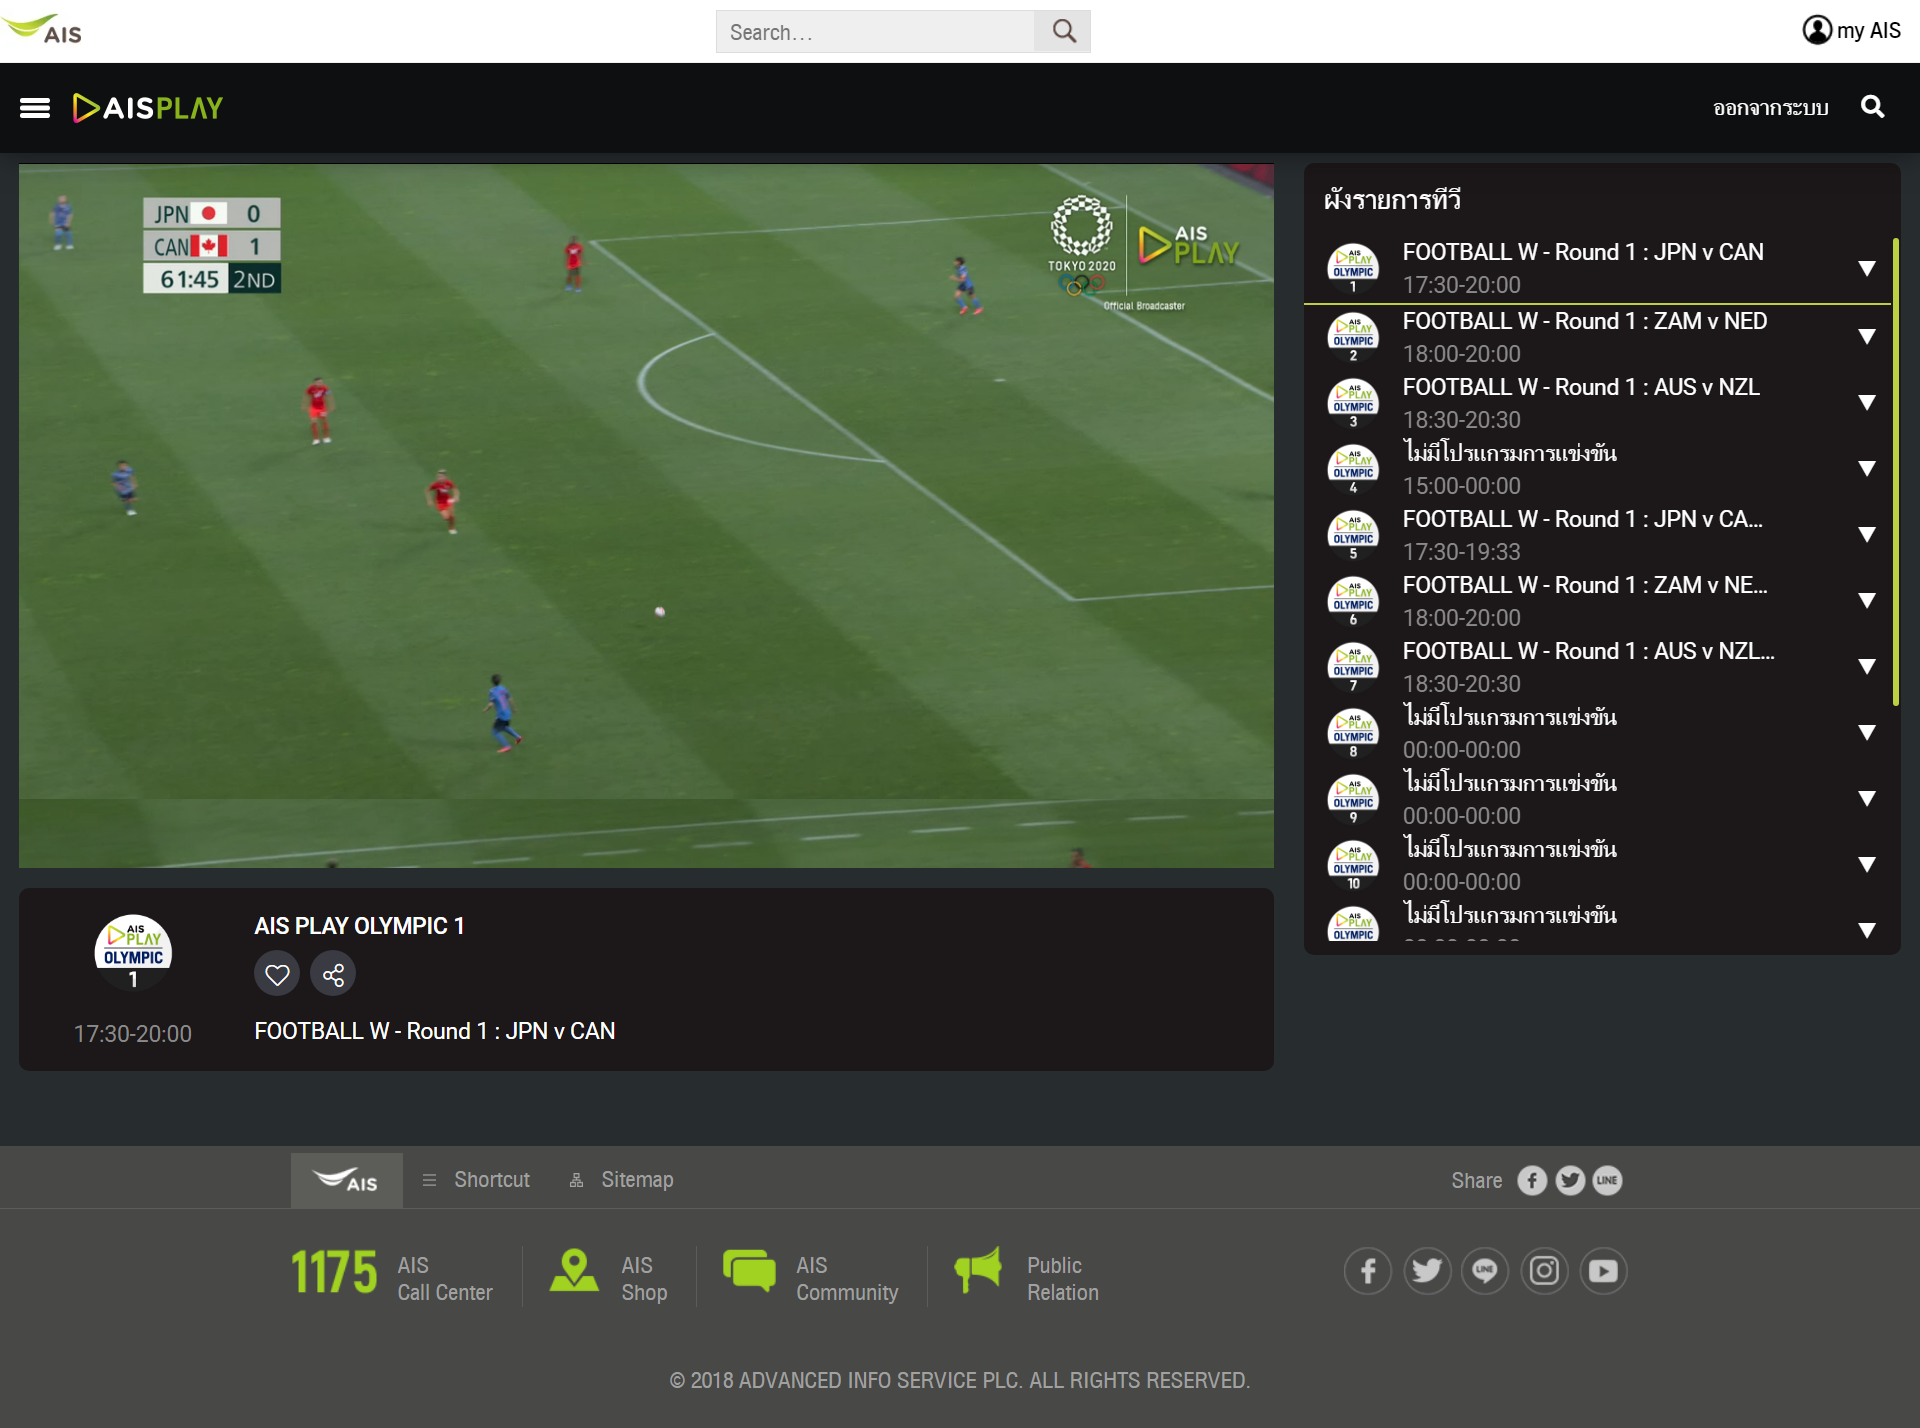 AIS
Search...
my AIS
AISPLAY
ออกจากระบบ
JPN 0
CAN 1
61:45 2ND
TOKYO 2020
AIS PLAY
Official Broadcaster
ผังรายการทีวี
AIS PLAY OLYMPIC 1
FOOTBALL W - Round 1 : JPN v CAN
17:30-20:00
AIS PLAY OLYMPIC 2
FOOTBALL W - Round 1 : ZAM v NED
18:00-20:00
AIS PLAY OLYMPIC 3
FOOTBALL W - Round 1 : AUS v NZL
18:30-20:30
AIS PLAY OLYMPIC 4
ไม่มีโปรแกรมการแข่งขัน
15:00-00:00
AIS PLAY OLYMPIC 5
FOOTBALL W - Round 1 : JPN v CA...
17:30-19:33
AIS PLAY OLYMPIC 6
FOOTBALL W - Round 1 : ZAM v NE...
18:00-20:00
AIS PLAY OLYMPIC 7
FOOTBALL W - Round 1 : AUS v NZL...
18:30-20:30
AIS PLAY OLYMPIC 8
ไม่มีโปรแกรมการแข่งขัน
00:00-00:00
AIS PLAY OLYMPIC 9
ไม่มีโปรแกรมการแข่งขัน
00:00-00:00
AIS PLAY OLYMPIC 10
ไม่มีโปรแกรมการแข่งขัน
00:00-00:00
AIS PLAY OLYMPIC
ไม่มีโปรแกรมการแข่งขัน
AIS PLAY OLYMPIC 1
AIS PLAY OLYMPIC 1
17:30-20:00
FOOTBALL W - Round 1 : JPN v CAN
AIS
Shortcut
Sitemap
Share
LINE
1175
AIS
Call Center
AIS
Shop
AIS
Community
Public
Relation
LINE
© 2018 ADVANCED INFO SERVICE PLC. ALL RIGHTS RESERVED.